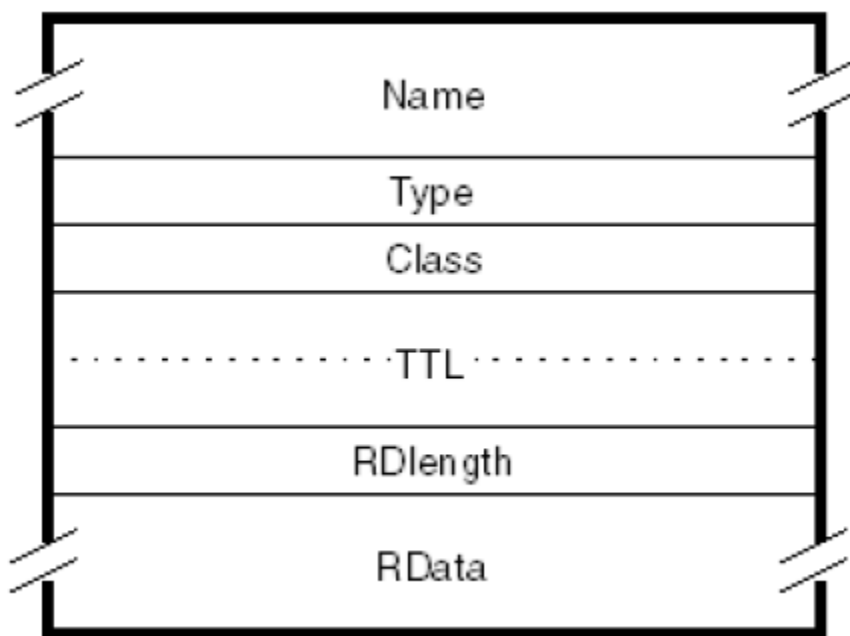 Name
Type
Class
TTL
RDlength
RData